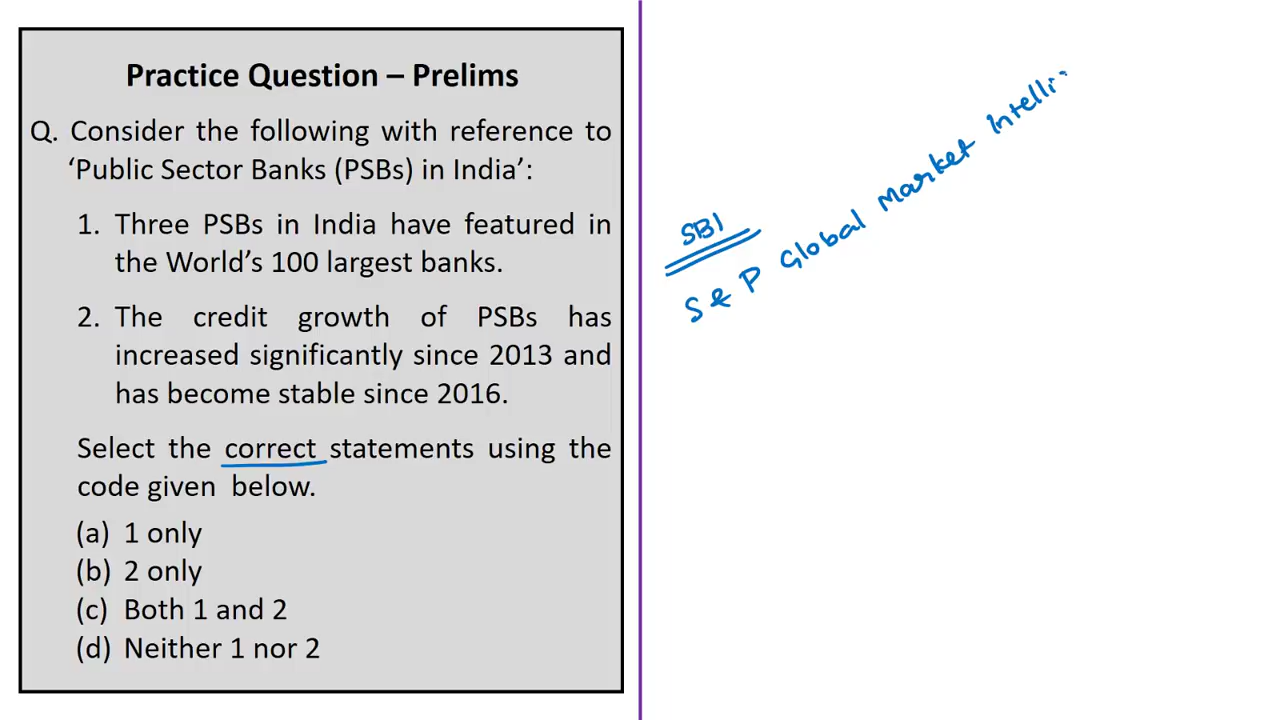 Practice Question – Prelims
Q. Consider the following with reference to
‘Public Sector Banks (PSBs) in India’:
1. Three PSBs in India have featured in
the World’s 100 largest banks.
2. The credit growth of PSBs has
increased significantly since 2013 and
has become stable since 2016.
Select the correct statements using the
code given below.
(a) 1 only
(b) 2 only
(c) Both 1 and 2
(d) Neither 1 nor 2
SBI
S & P Global Market Intelli